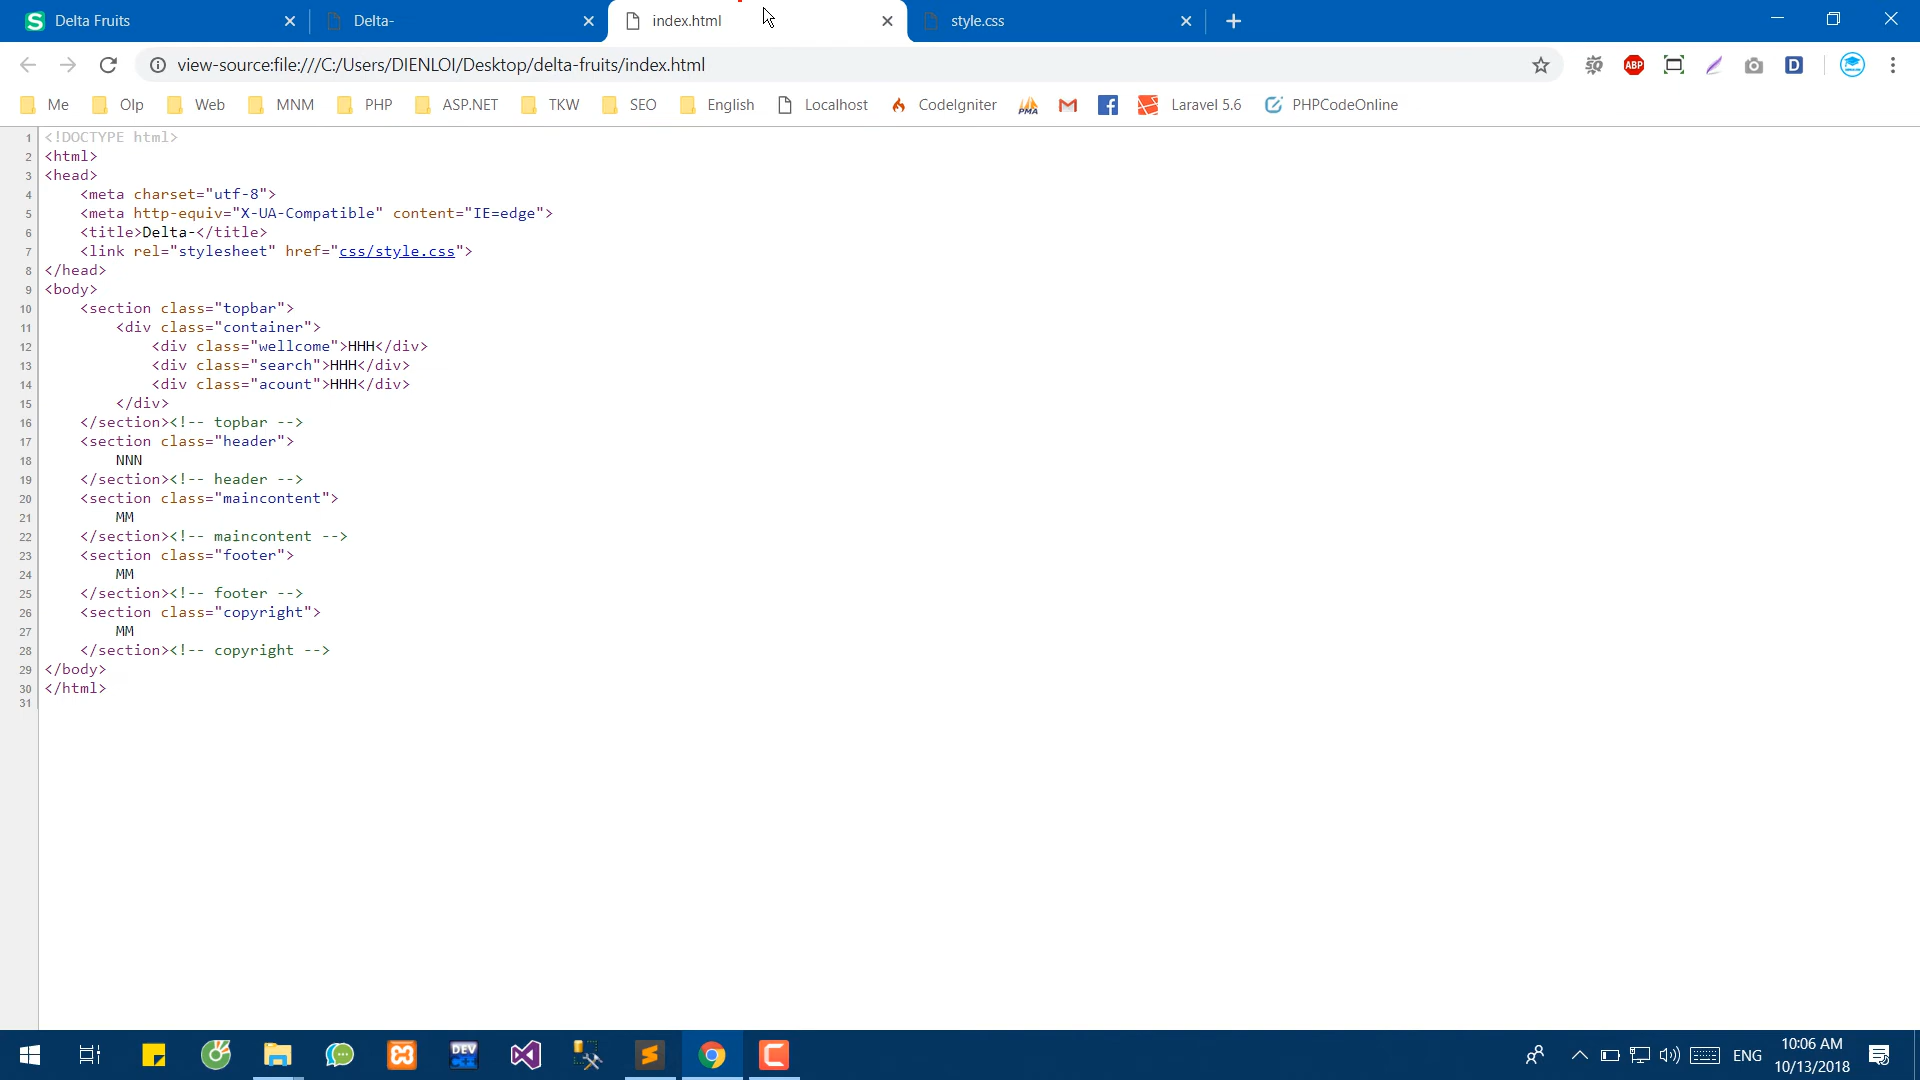 Delta Fruits
Delta-
index.html
style.css
view-source:file:///C:/Users/DIENLOI/Desktop/delta-fruits/index.html
ABP
D
Me
Olp
Web
MNM
PHP
ASP.NET
TKW
SEO
English
Localhost
CodeIgniter
PMA
Laravel 5.6
PHPCodeOnline
1 <!DOCTYPE html>
2 <html>
3 <head>
4     <meta charset="utf-8">
5     <meta http-equiv="X-UA-Compatible" content="IE=edge">
6     <title>Delta-</title>
7     <link rel="stylesheet" href="css/style.css">
8 </head>
9 <body>
10     <section class="topbar">
11         <div class="container">
12             <div class="wellcome">HHH</div>
13             <div class="search">HHH</div>
14             <div class="acount">HHH</div>
15         </div>
16     </section><!-- topbar -->
17     <section class="header">
18         NNN
19     </section><!-- header -->
20     <section class="maincontent">
21         MM
22     </section><!-- maincontent -->
23     <section class="footer">
24         MM
25     </section><!-- footer -->
26     <section class="copyright">
27         MM
28     </section><!-- copyright -->
29 </body>
30 </html>
31
DEV
ENG
10:06 AM
10/13/2018